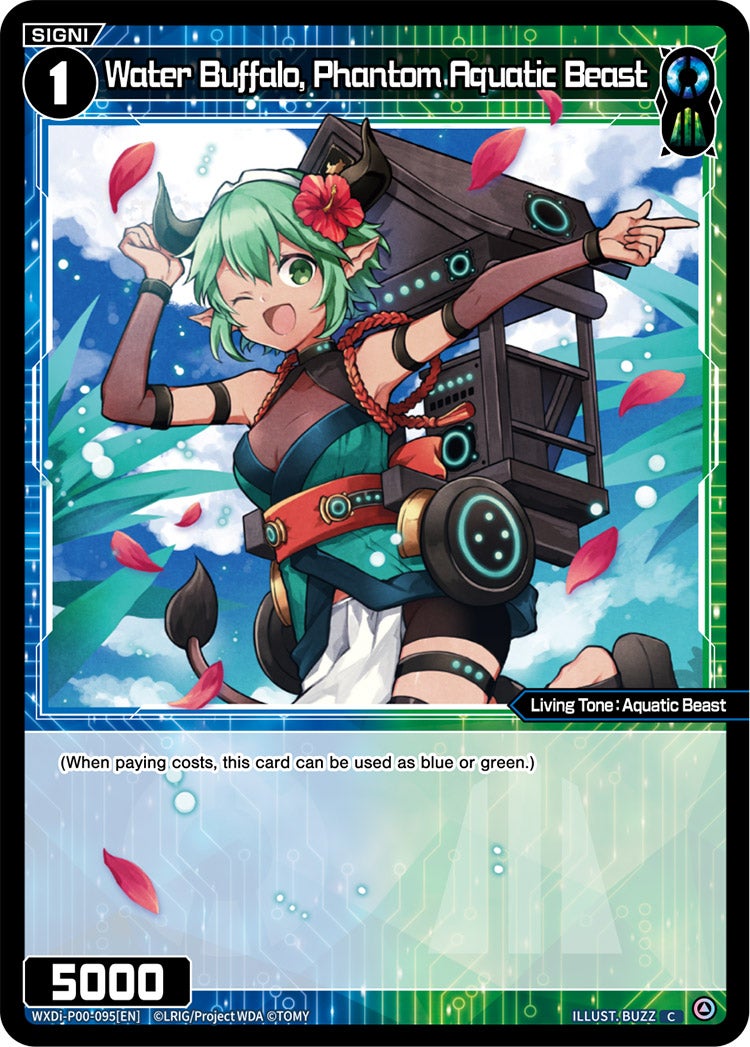 SIGNI
1
Water Buffalo, Phantom Aquatic Beast
Living Tone : Aquatic Beast
(When paying costs, this card can be used as blue or green.)
5000
WXDi-P00-095[EN] ©LRIG/Project WDA ©TOMY
ILLUST. BUZZ C